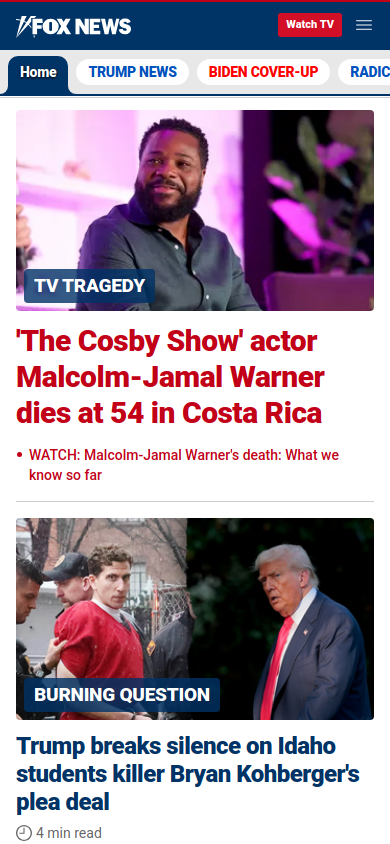 FOX NEWS
Watch TV
Home
TRUMP NEWS
BIDEN COVER-UP
RADIC
TV TRAGEDY
'The Cosby Show' actor
Malcolm-Jamal Warner
dies at 54 in Costa Rica
• WATCH: Malcolm-Jamal Warner's death: What we
know so far
BURNING QUESTION
Trump breaks silence on Idaho
students killer Bryan Kohberger's
plea deal
4 min read